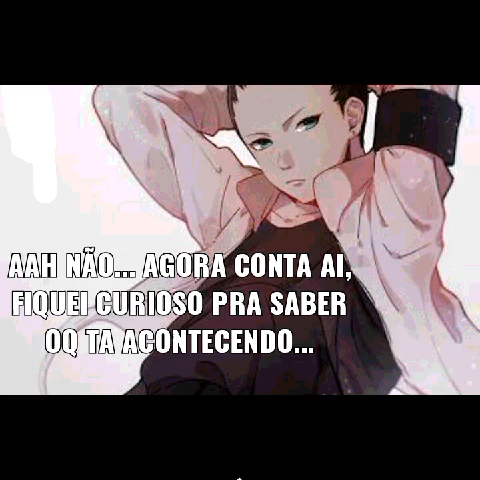 AAH NÃO... AGORA CONTA AI,
FIQUEI CURIOSO PRA SABER
OQ TA ACONTECENDO...